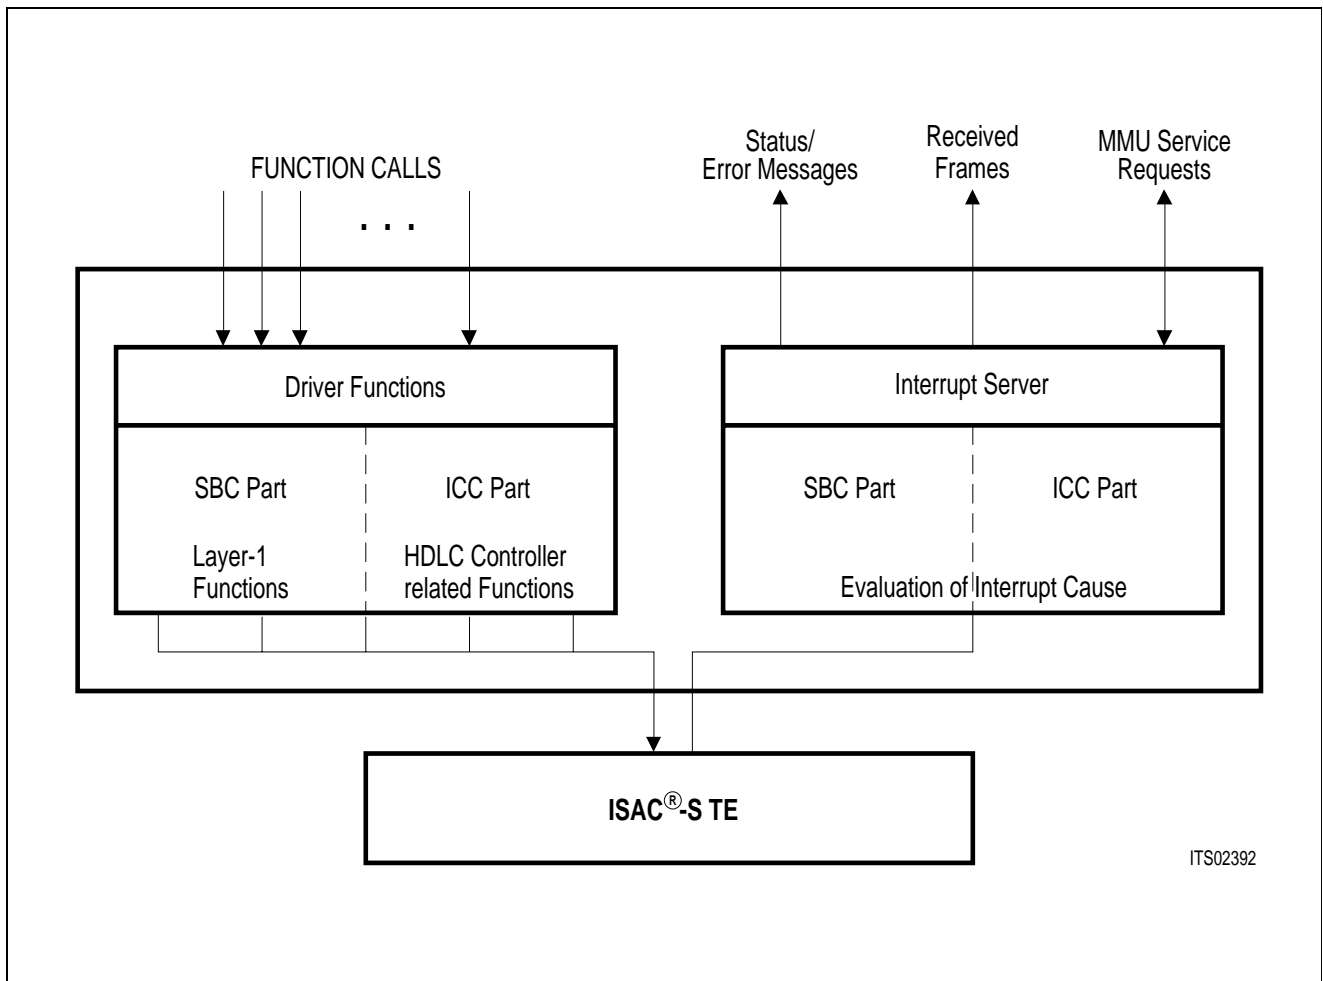 FUNCTION CALLS
. . .
Status/
Error Messages
Received
Frames
MMU Service
Requests
Driver Functions
SBC Part
ICC Part
Layer-1
Functions
HDLC Controller
related Functions
Interrupt Server
SBC Part
ICC Part
Evaluation of Interrupt Cause
ISAC®-S TE
ITS02392